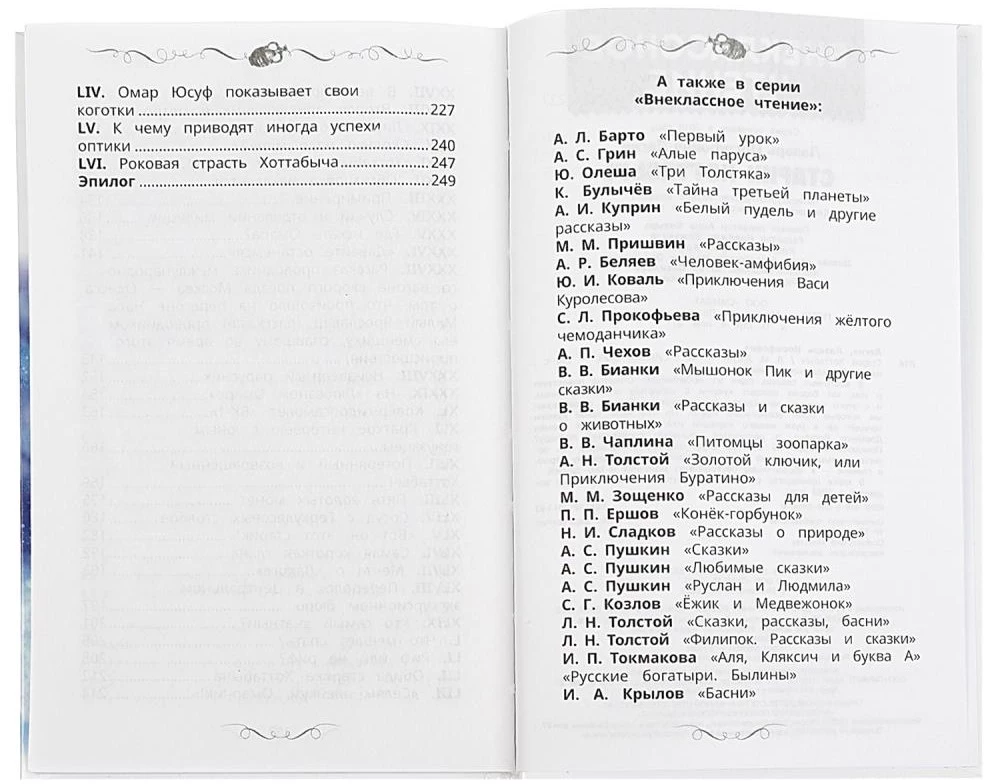 LIV. Омар Юсуф показывает свои
коготки ........ 227
LV. К чему приводят иногда успехи
оптики ........ 240
LVI. Роковая страсть Хоттабыча ........ 247
Эпилог ........ 249
А также в серии
«Внеклассное чтение»:
А. Л. Барто «Первый урок»
А. С. Грин «Алые паруса»
Ю. Олеша «Три Толстяка»
К. Булычёв «Тайна третьей планеты»
А. И. Куприн «Белый пудель и другие
рассказы»
М. М. Пришвин «Рассказы»
А. Р. Беляев «Человек-амфибия»
Ю. И. Коваль «Приключения Васи
Куролесова»
С. Л. Прокофьева «Приключения жёлтого
чемоданчика»
А. П. Чехов «Рассказы»
В. В. Бианки «Мышонок Пик и другие
сказки»
В. В. Бианки «Рассказы и сказки
о животных»
В. В. Чаплина «Питомцы зоопарка»
А. Н. Толстой «Золотой ключик, или
Приключения Буратино»
М. М. Зощенко «Рассказы для детей»
П. П. Ершов «Конёк-горбунок»
Н. И. Сладков «Рассказы о природе»
А. С. Пушкин «Сказки»
А. С. Пушкин «Любимые сказки»
А. С. Пушкин «Руслан и Людмила»
С. Г. Козлов «Ёжик и Медвежонок»
Л. Н. Толстой «Сказки, рассказы, басни»
Л. Н. Толстой «Филипок. Рассказы и сказки»
И. П. Токмакова «Аля, Кляксич и буква А»
«Русские богатыри. Былины»
И. А. Крылов «Басни»